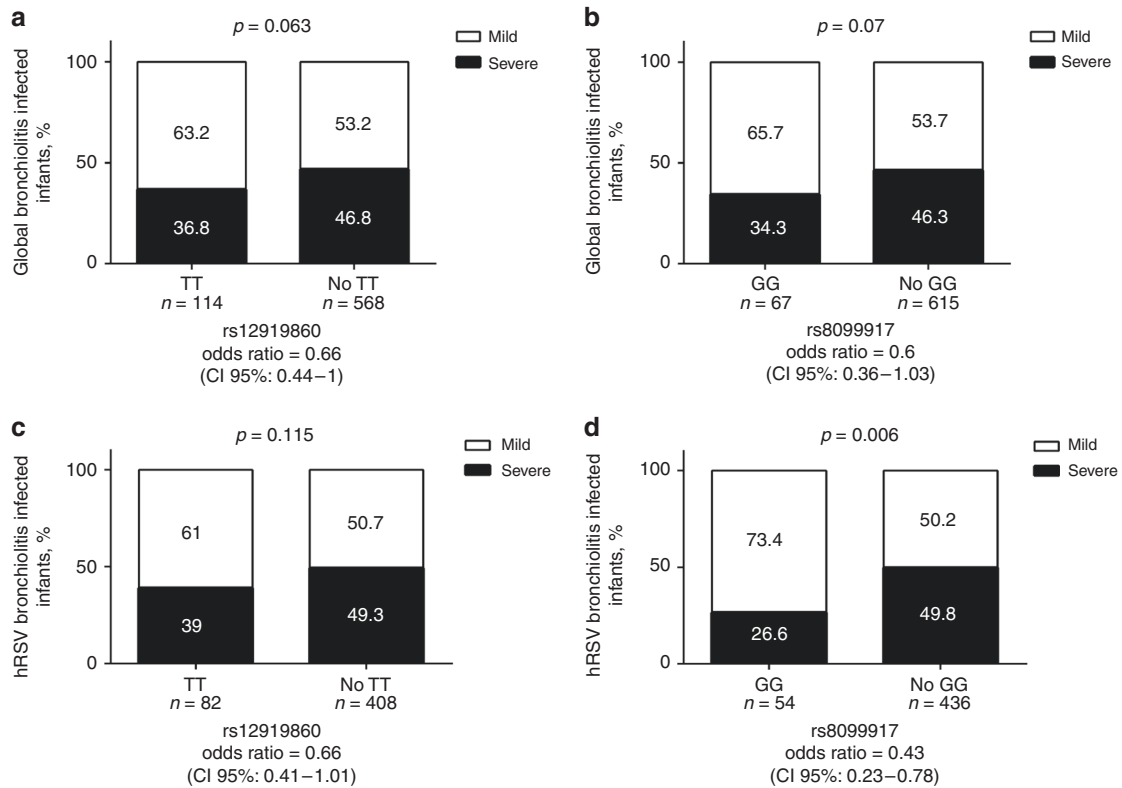 a
p = 0.063
Mild
Severe
Global bronchiolitis infected
infants, %
100
50
0
63.2
53.2
36.8
46.8
TT
No TT
n = 114
n = 568
rs12919860
odds ratio = 0.66
(CI 95%: 0.44–1)
b
p = 0.07
Mild
Severe
Global bronchiolitis infected
infants, %
100
50
0
65.7
53.7
34.3
46.3
GG
No GG
n = 67
n = 615
rs8099917
odds ratio = 0.6
(CI 95%: 0.36–1.03)
c
p = 0.115
Mild
Severe
hRSV bronchiolitis infected
infants, %
100
50
0
61
50.7
39
49.3
TT
No TT
n = 82
n = 408
rs12919860
odds ratio = 0.66
(CI 95%: 0.41–1.01)
d
p = 0.006
Mild
Severe
hRSV bronchiolitis infected
infants, %
100
50
0
73.4
50.2
26.6
49.8
GG
No GG
n = 54
n = 436
rs8099917
odds ratio = 0.43
(CI 95%: 0.23–0.78)